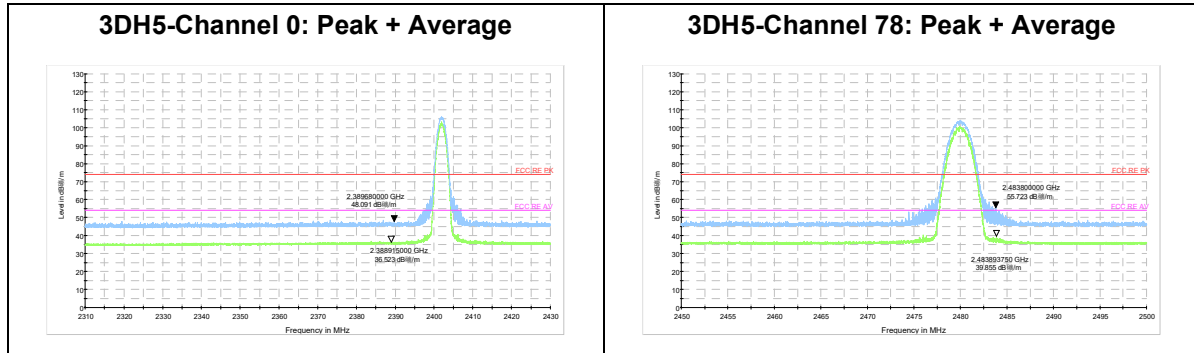 3DH5-Channel 0: Peak + Average
130
120
110
100
90
80
70
60
50
40
30
20
10
0
Level in dBµV/m
FCC RE PK
FCC RE AV
2.389680000 GHz
48.091 dBµV/m
2.388915000 GHz
36.523 dBµV/m
2310 2320 2330 2340 2350 2360 2370 2380 2390 2400 2410 2420 2430
Frequency in MHz
3DH5-Channel 78: Peak + Average
130
120
110
100
90
80
70
60
50
40
30
20
10
0
Level in dBµV/m
FCC RE PK
FCC RE AV
2.483800000 GHz
55.723 dBµV/m
2.483893750 GHz
39.855 dBµV/m
2450 2455 2460 2465 2470 2475 2480 2485 2490 2495 2500
Frequency in MHz